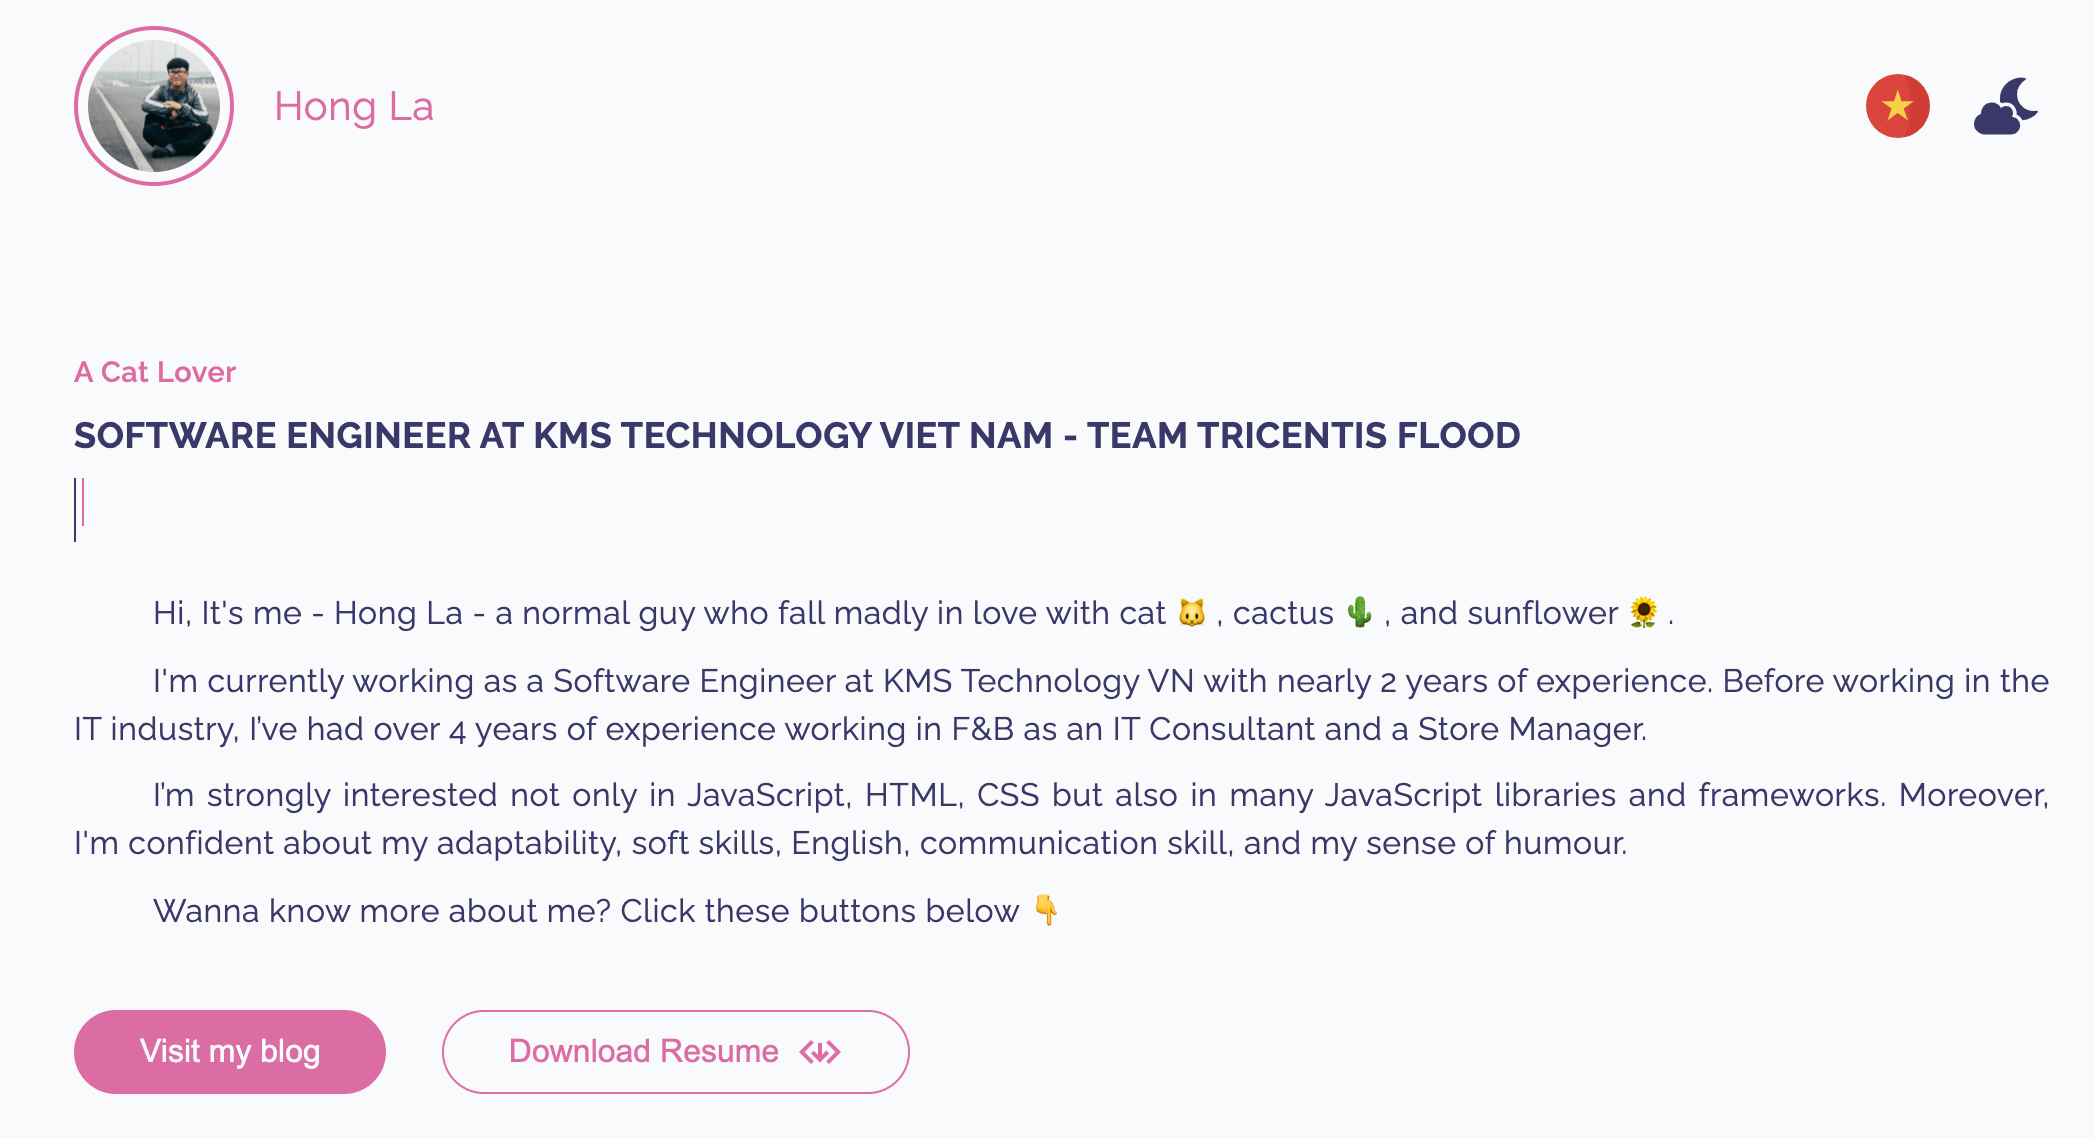 Hong La
A Cat Lover
SOFTWARE ENGINEER AT KMS TECHNOLOGY VIET NAM - TEAM TRICENTIS FLOOD
Hi, It's me - Hong La - a normal guy who fall madly in love with cat 🐱 , cactus 🌵 , and sunflower 🌻 .
I'm currently working as a Software Engineer at KMS Technology VN with nearly 2 years of experience. Before working in the
IT industry, I’ve had over 4 years of experience working in F&B as an IT Consultant and a Store Manager.
I’m strongly interested not only in JavaScript, HTML, CSS but also in many JavaScript libraries and frameworks. Moreover,
I'm confident about my adaptability, soft skills, English, communication skill, and my sense of humour.
Wanna know more about me? Click these buttons below 👇
Visit my blog
Download Resume